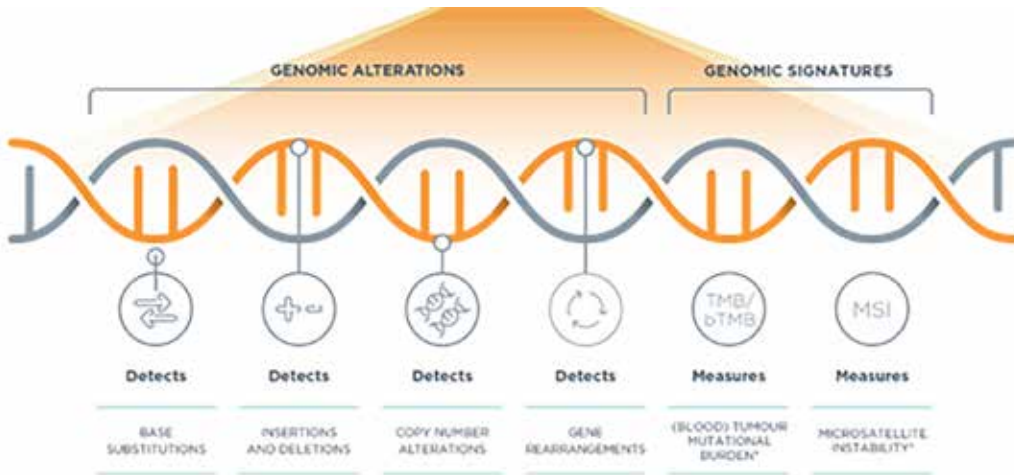 GENOMIC ALTERATIONS
GENOMIC SIGNATURES
TMB/
bTMB
MSI
Detects
Detects
Detects
Detects
Measures
Measures
BASE
SUBSTITUTIONS
INSERTIONS
AND DELETIONS
COPY NUMBER
ALTERATIONS
GENE
REARRANGEMENTS
(BLOOD) TUMOUR
MUTATIONAL
BURDEN*
MICROSATELLITE
INSTABILITY*